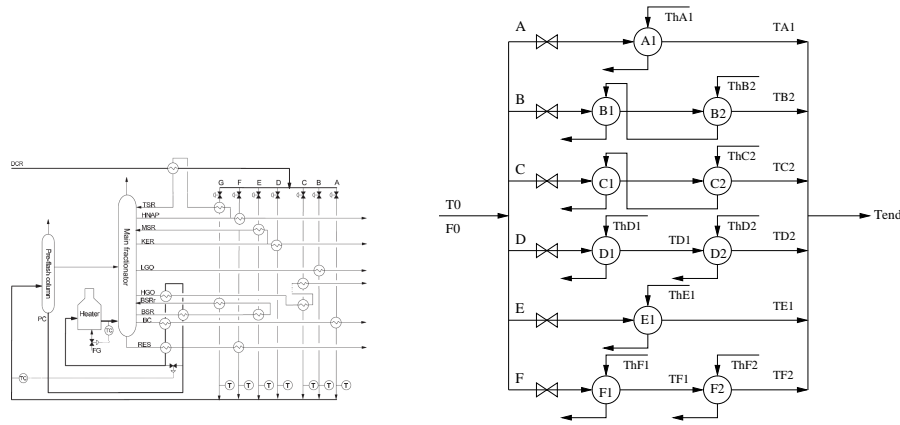 DCR
G F E D C B A
TSR
HNAP
MSR
KER
LGO
HGO
BSRr
BSR
BC
RES
Pre-flash column
Main fractionator
Heater
PC
TC
FG
TC
T T T T T T T
A
ThA1
A1
TA1
B
ThB2
B1
B2
TB2
C
ThC2
C1
C2
TC2
T0
F0
Tend
D
ThD1
D1
TD1
ThD2
D2
TD2
E
ThE1
E1
TE1
F
ThF1
F1
TF1
ThF2
F2
TF2